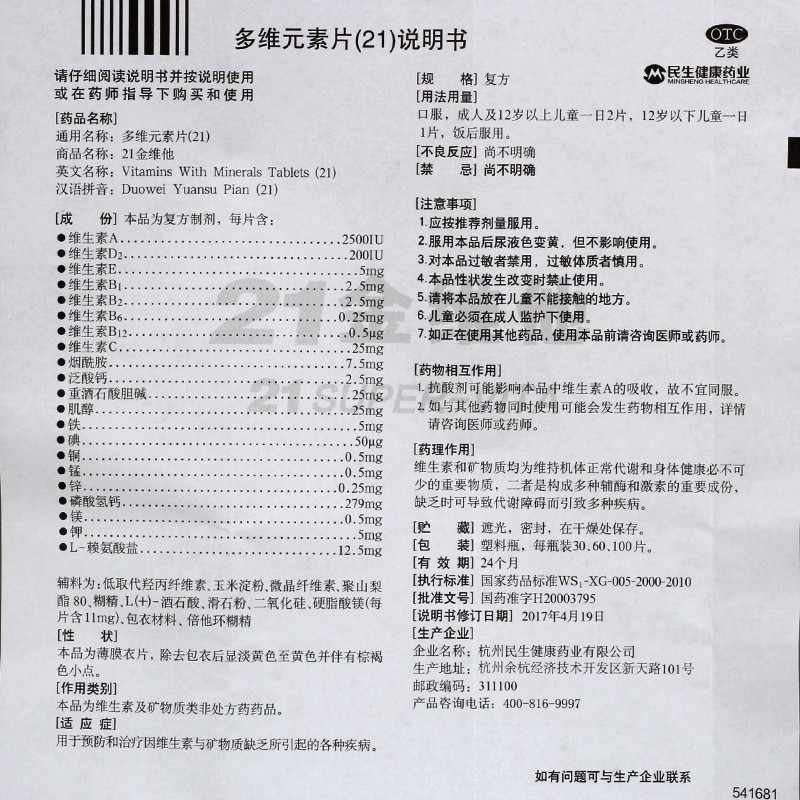 多维元素片(21)说明书
OTC
乙类
民生健康药业
MINSHENG HEALTHCARE
请仔细阅读说明书并按说明使用
或在药师指导下购买和使用
[药品名称]
通用名称：多维元素片(21)
商品名称：21金维他
英文名称：Vitamins With Minerals Tablets (21)
汉语拼音：Duowei Yuansu Pian (21)
[成 份] 本品为复方制剂，每片含：
●维生素A..............................2500IU
●维生素D₂..............................200IU
●维生素E..............................5mg
●维生素B₁..............................2.5mg
●维生素B₂..............................2.5mg
●维生素B₆..............................0.25mg
●维生素B₁₂..............................0.5μg
●维生素C..............................25mg
●烟酰胺..............................7.5mg
●泛酸钙..............................2.5mg
●重酒石酸胆碱..............................25mg
●肌醇..............................25mg
●铁..............................5mg
●碘..............................50μg
●铜..............................0.5mg
●锰..............................0.5mg
●锌..............................0.25mg
●磷酸氢钙..............................279mg
●镁..............................0.5mg
●钾..............................5mg
●L-赖氨酸盐..............................12.5mg
辅料为：低取代羟丙纤维素、玉米淀粉、微晶纤维素、聚山梨
酯 80、糊精、L(+)-酒石酸、滑石粉、二氧化硅、硬脂酸镁(每
片含11mg)、包衣材料、倍他环糊精
[性 状]
本品为薄膜衣片，除去包衣后显淡黄色至黄色并伴有棕褐
色小点。
[作用类别]
本品为维生素及矿物质类非处方药药品。
[适 应 症]
用于预防和治疗因维生素与矿物质缺乏所引起的各种疾病。
[规 格] 复方
[用法用量]
口服，成人及12岁以上儿童一日2片，12岁以下儿童一日
1片，饭后服用。
[不良反应] 尚不明确
[禁 忌] 尚不明确
[注意事项]
1.应按推荐剂量服用。
2.服用本品后尿液色变黄，但不影响使用。
3.对本品过敏者禁用，过敏体质者慎用。
4.本品性状发生改变时禁止使用。
5.请将本品放在儿童不能接触的地方。
6.儿童必须在成人监护下使用。
7.如正在使用其他药品，使用本品前请咨询医师或药师。
[药物相互作用]
1. 抗酸剂可能影响本品中维生素A的吸收，故不宜同服。
2. 如与其他药物同时使用可能会发生药物相互作用，详情
请咨询医师或药师。
[药理作用]
维生素和矿物质均为维持机体正常代谢和身体健康必不可
少的重要物质，二者是构成多种辅酶和激素的重要成份，
缺乏时可导致代谢障碍而引致多种疾病。
[贮 藏] 遮光，密封，在干燥处保存。
[包 装] 塑料瓶，每瓶装30、60、100片。
[有 效 期] 24个月
[执行标准] 国家药品标准WS₁-XG-005-2000-2010
[批准文号] 国药准字H20003795
[说明书修订日期] 2017年4月19日
[生产企业]
企业名称：杭州民生健康药业有限公司
生产地址：杭州余杭经济技术开发区新天路101号
邮政编码：311100
产品咨询电话：400-816-9997
如有问题可与生产企业联系
541681
21金维他
21 SUPER-VITA